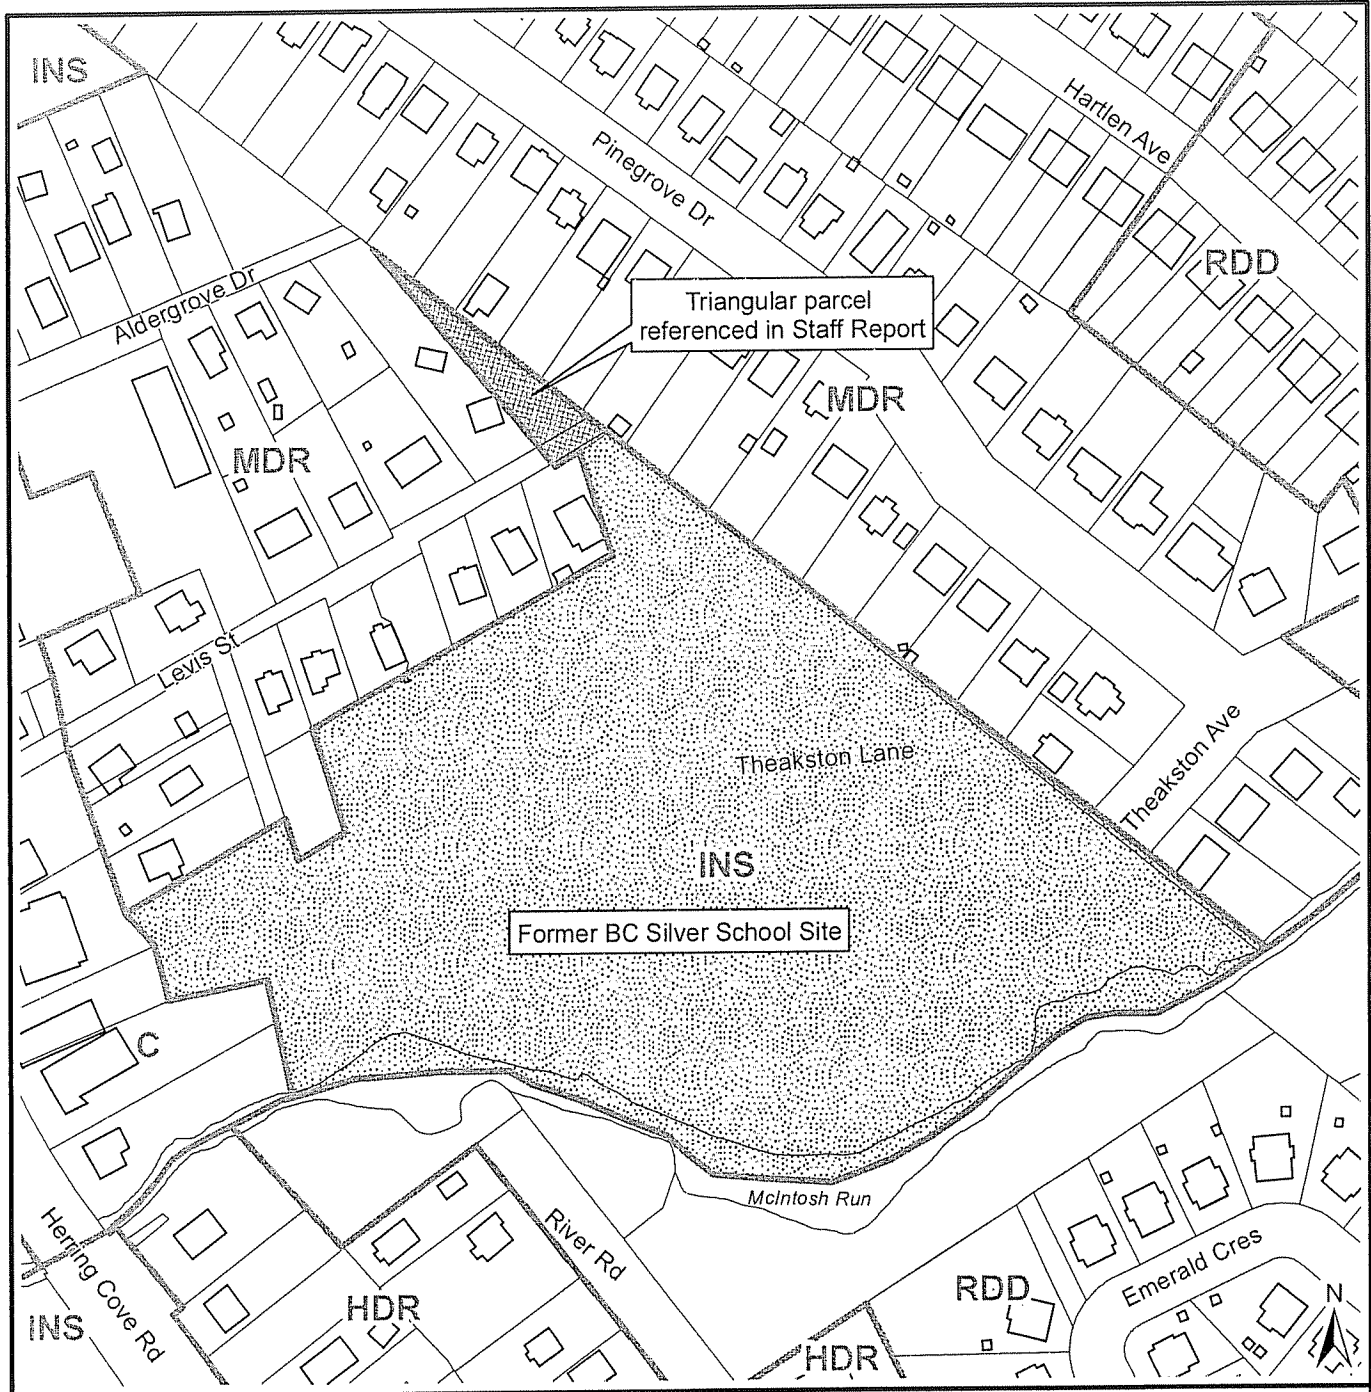 INS
Hartlen Ave
Pinegrove Dr
RDD
Aldergrove Dr
Triangular parcel
referenced in Staff Report
MDR
MDR
Levis St
Theakston Lane
Theakston Ave
INS
Former BC Silver School Site
C
McIntosh Run
Herring Cove Rd
River Rd
Emerald Cres
RDD
HDR
INS
N
HDR